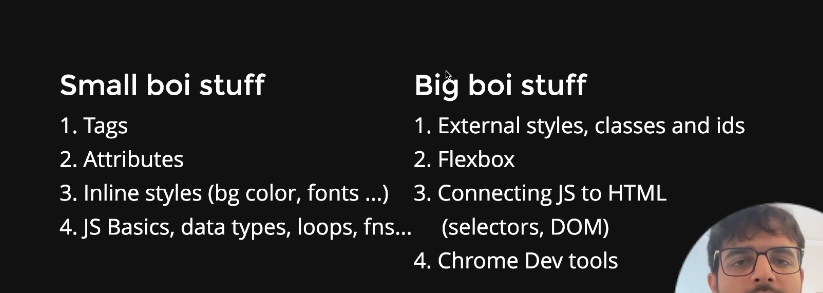 Small boi stuff
1. Tags
2. Attributes
3. Inline styles (bg color, fonts ...)
4. JS Basics, data types, loops, fns...
Big boi stuff
1. External styles, classes and ids
2. Flexbox
3. Connecting JS to HTML
(selectors, DOM)
4. Chrome Dev tools